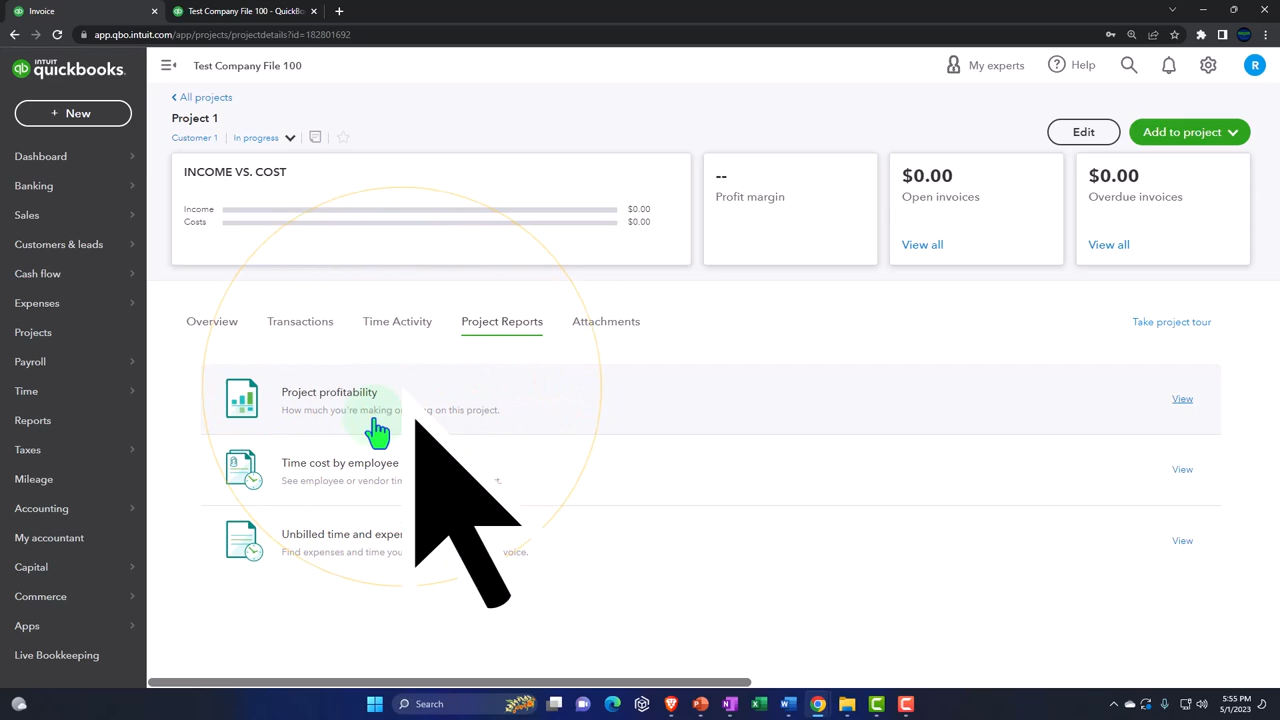 Invoice
Test Company File 100 - QuickBo
qbo.intuit.com/app/projects/projectdetails?id=182801692
INTUIT
quickbooks.
Test Company File 100
My experts
Help
R
+ New
Dashboard
Banking
Sales
Customers & leads
Cash flow
Expenses
Projects
Payroll
Time
Reports
Taxes
Mileage
Accounting
My accountant
Capital
Commerce
Apps
Live Bookkeeping
All projects
Project 1
Customer 1 In progress
Edit
Add to project
INCOME VS. COST
Income $0.00
Costs $0.00
--
Profit margin
$0.00
Open invoices
View all
$0.00
Overdue invoices
View all
Overview Transactions Time Activity Project Reports Attachments
Take project tour
Project profitability
How much you're making or on this project.
View
Time cost by employee
See employee or vendor
View
Unbilled time and
Find expenses and time invoice.
View
Search
5:55 PM
5/1/2023